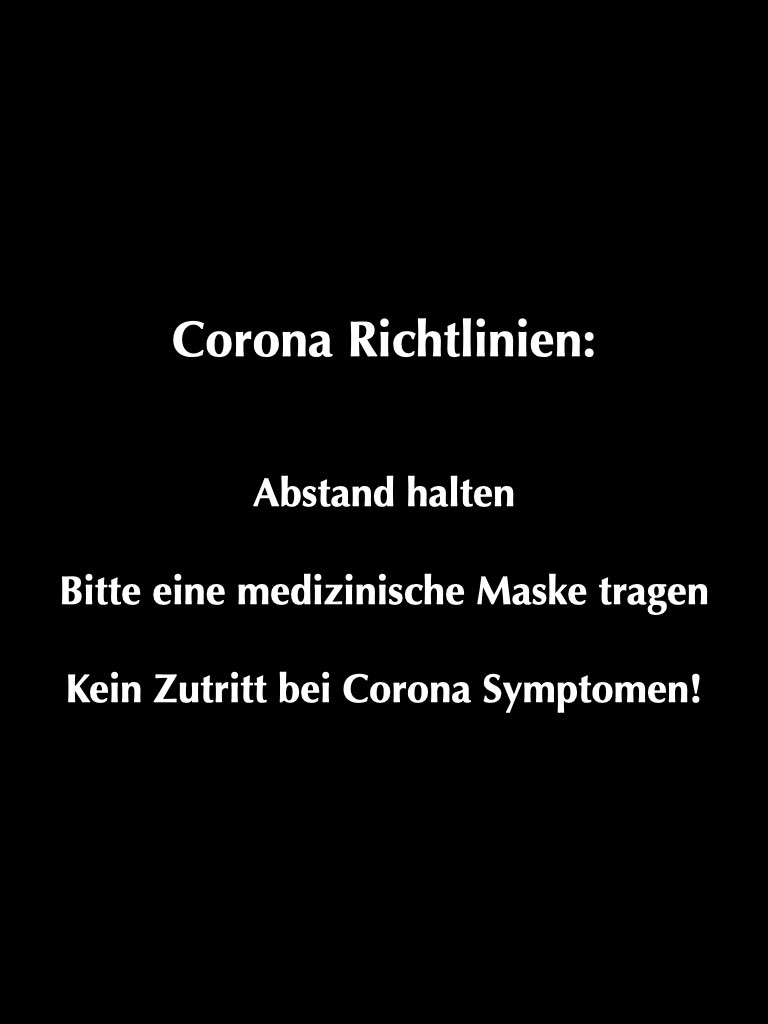 Corona Richtlinien:
Abstand halten
Bitte eine medizinische Maske tragen
Kein Zutritt bei Corona Symptomen!